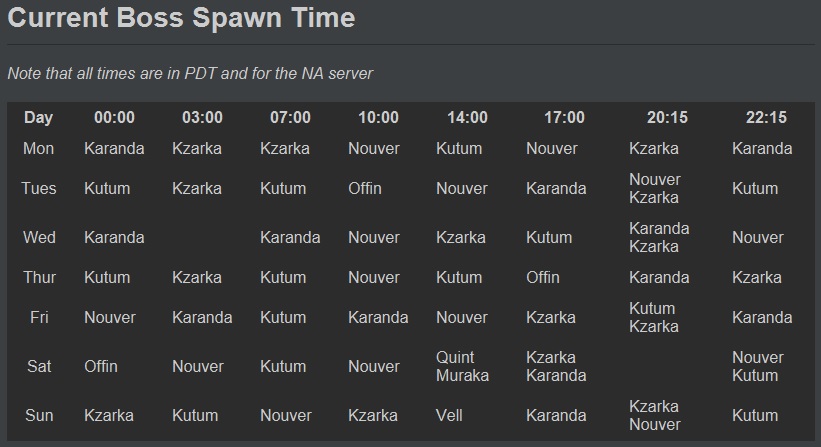 Current Boss Spawn Time
Note that all times are in PDT and for the NA server
Day 00:00 03:00 07:00 10:00 14:00 17:00 20:15 22:15
Mon Karanda Kzarka Kzarka Nouver Kutum Nouver Kzarka Karanda
Tues Kutum Kzarka Kutum Offin Nouver Karanda Nouver Kzarka Kutum
Wed Karanda Karanda Nouver Kzarka Kutum Karanda Kzarka Nouver
Thur Kutum Kzarka Kutum Nouver Kutum Offin Karanda Kzarka
Fri Nouver Karanda Kutum Karanda Nouver Kzarka Kutum Kzarka Karanda
Sat Offin Nouver Kutum Nouver Quint Muraka Kzarka Karanda Nouver Kutum
Sun Kzarka Kutum Nouver Kzarka Vell Karanda Kzarka Nouver Kutum